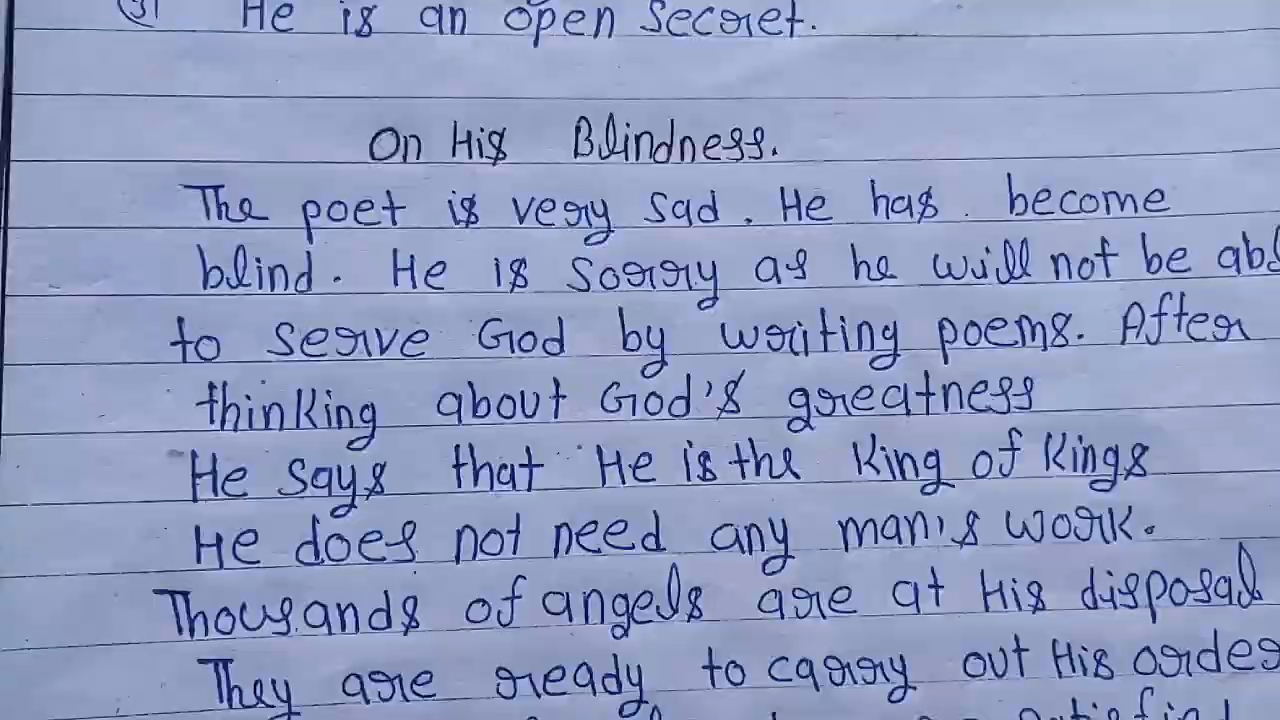 He is an open secret.
On His Blindness.
The poet is very sad. He has become
blind. He is sorry as he will not be
to serve God by writing poems. After
thinking about God's greatness
He says that He is the King of Kings
He does not need any man's work.
Thousands of angels are at His disposal
They are ready to carry out His